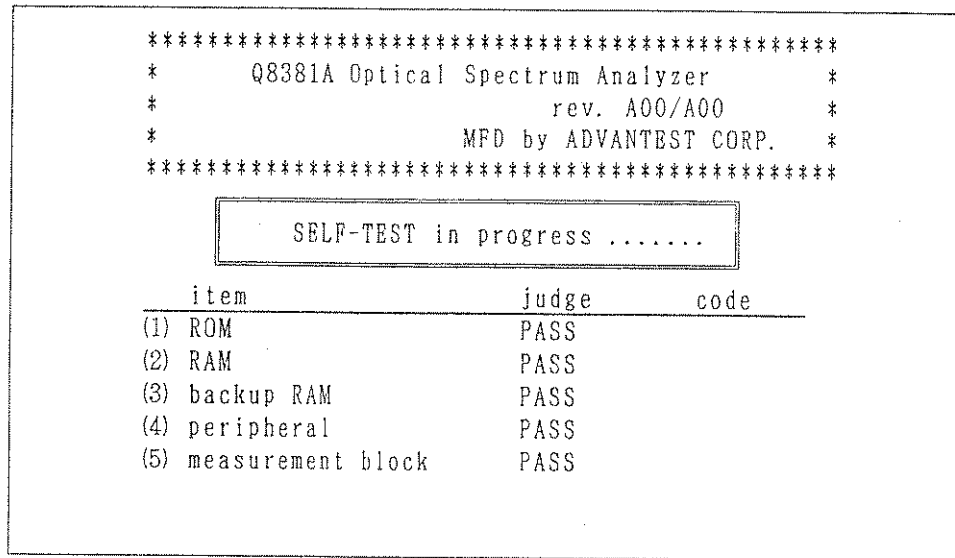 ***********************************************
* Q8381A Optical Spectrum Analyzer *
* rev. A00/A00 *
* MFD by ADVANTEST CORP. *
***********************************************
SELF-TEST in progress .......
item judge code
(1) ROM PASS
(2) RAM PASS
(3) backup RAM PASS
(4) peripheral PASS
(5) measurement block PASS